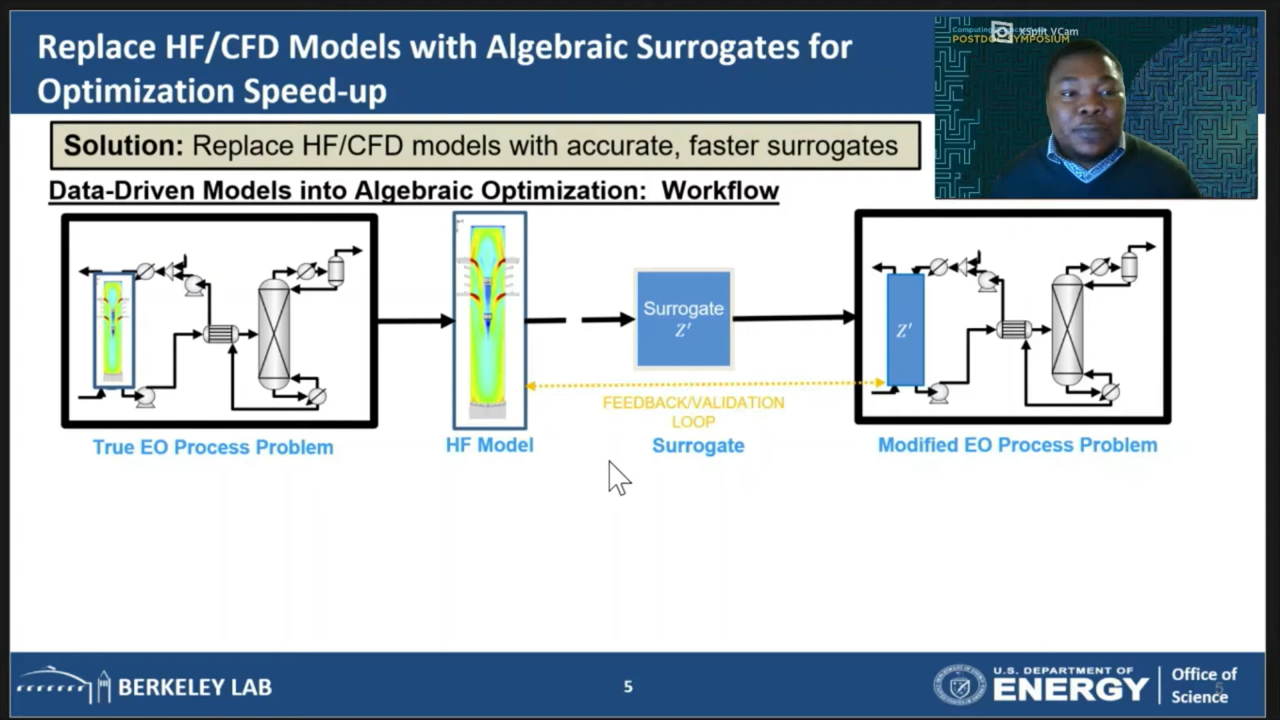 Replace HF/CFD Models with Algebraic Surrogates for
Optimization Speed-up
XSplit VCam
Solution: Replace HF/CFD models with accurate, faster surrogates
Data-Driven Models into Algebraic Optimization: Workflow
Surrogate
Z′
Z′
FEEDBACK/VALIDATION
LOOP
True EO Process Problem
HF Model
Surrogate
Modified EO Process Problem
BERKELEY LAB
5
U.S. DEPARTMENT OF
ENERGY
Office of
Science
5